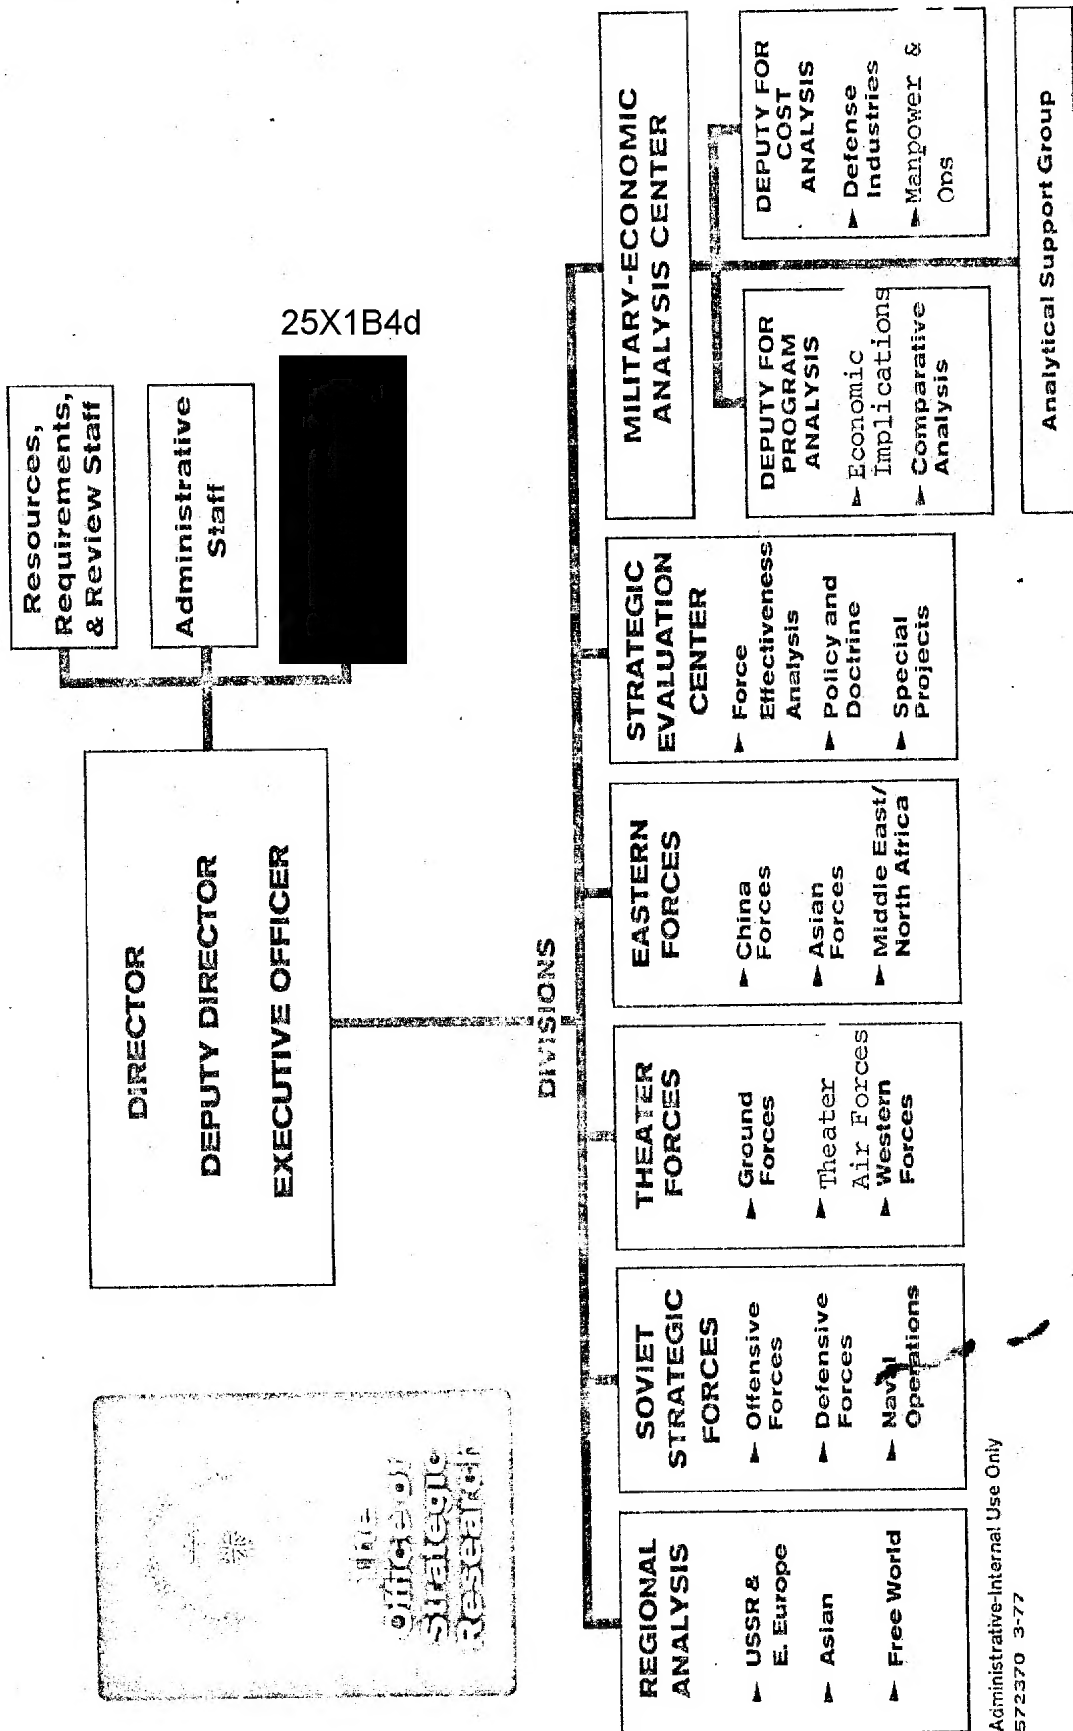 The
Office of
Strategic
Research
DIRECTOR
DEPUTY DIRECTOR
EXECUTIVE OFFICER
Resources,
Requirements,
& Review Staff
Administrative
Staff
25X1B4d
DIVISIONS
REGIONAL
ANALYSIS
► USSR &
E. Europe
► Asian
► Free World
SOVIET
STRATEGIC
FORCES
► Offensive
Forces
► Defensive
Forces
► Naval
Operations
THEATER
FORCES
► Ground
Forces
► Theater
Air Forces
► Western
Forces
EASTERN
FORCES
► China
Forces
► Asian
Forces
► Middle East/
North Africa
STRATEGIC
EVALUATION
CENTER
► Force
Effectiveness
Analysis
► Policy and
Doctrine
► Special
Projects
MILITARY-ECONOMIC
ANALYSIS CENTER
DEPUTY FOR
PROGRAM
ANALYSIS
► Economic
Implications
► Comparative
Analysis
DEPUTY FOR
COST
ANALYSIS
► Defense
Industries
► Manpower &
Ops
Analytical Support Group
Administrative-Internal Use Only
572370 3-77